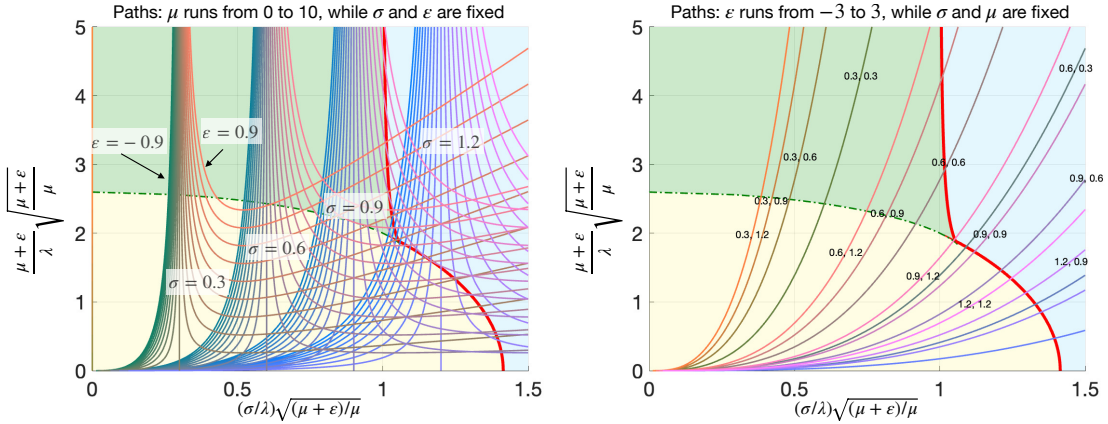 Paths: μ runs from 0 to 10, while σ and ε are fixed
5
4
3
2
1
0
0
0.5
1
1.5
ε = − 0.9
ε = 0.9
σ = 1.2
σ = 0.9
σ = 0.6
σ = 0.3
(μ + ε)/λ √((μ + ε)/μ)
(σ/λ)√(μ + ε)/μ
Paths: ε runs from −3 to 3, while σ and μ are fixed
5
4
3
2
1
0
0
0.5
1
1.5
0.3, 0.3
0.6, 0.3
0.3, 0.6
0.6, 0.6
0.9, 0.6
0.3, 0.9
0.6, 0.9
0.3, 1.2
0.9, 0.9
0.6, 1.2
1.2, 0.9
0.9, 1.2
1.2, 1.2
(μ + ε)/λ √((μ + ε)/μ)
(σ/λ)√(μ + ε)/μ